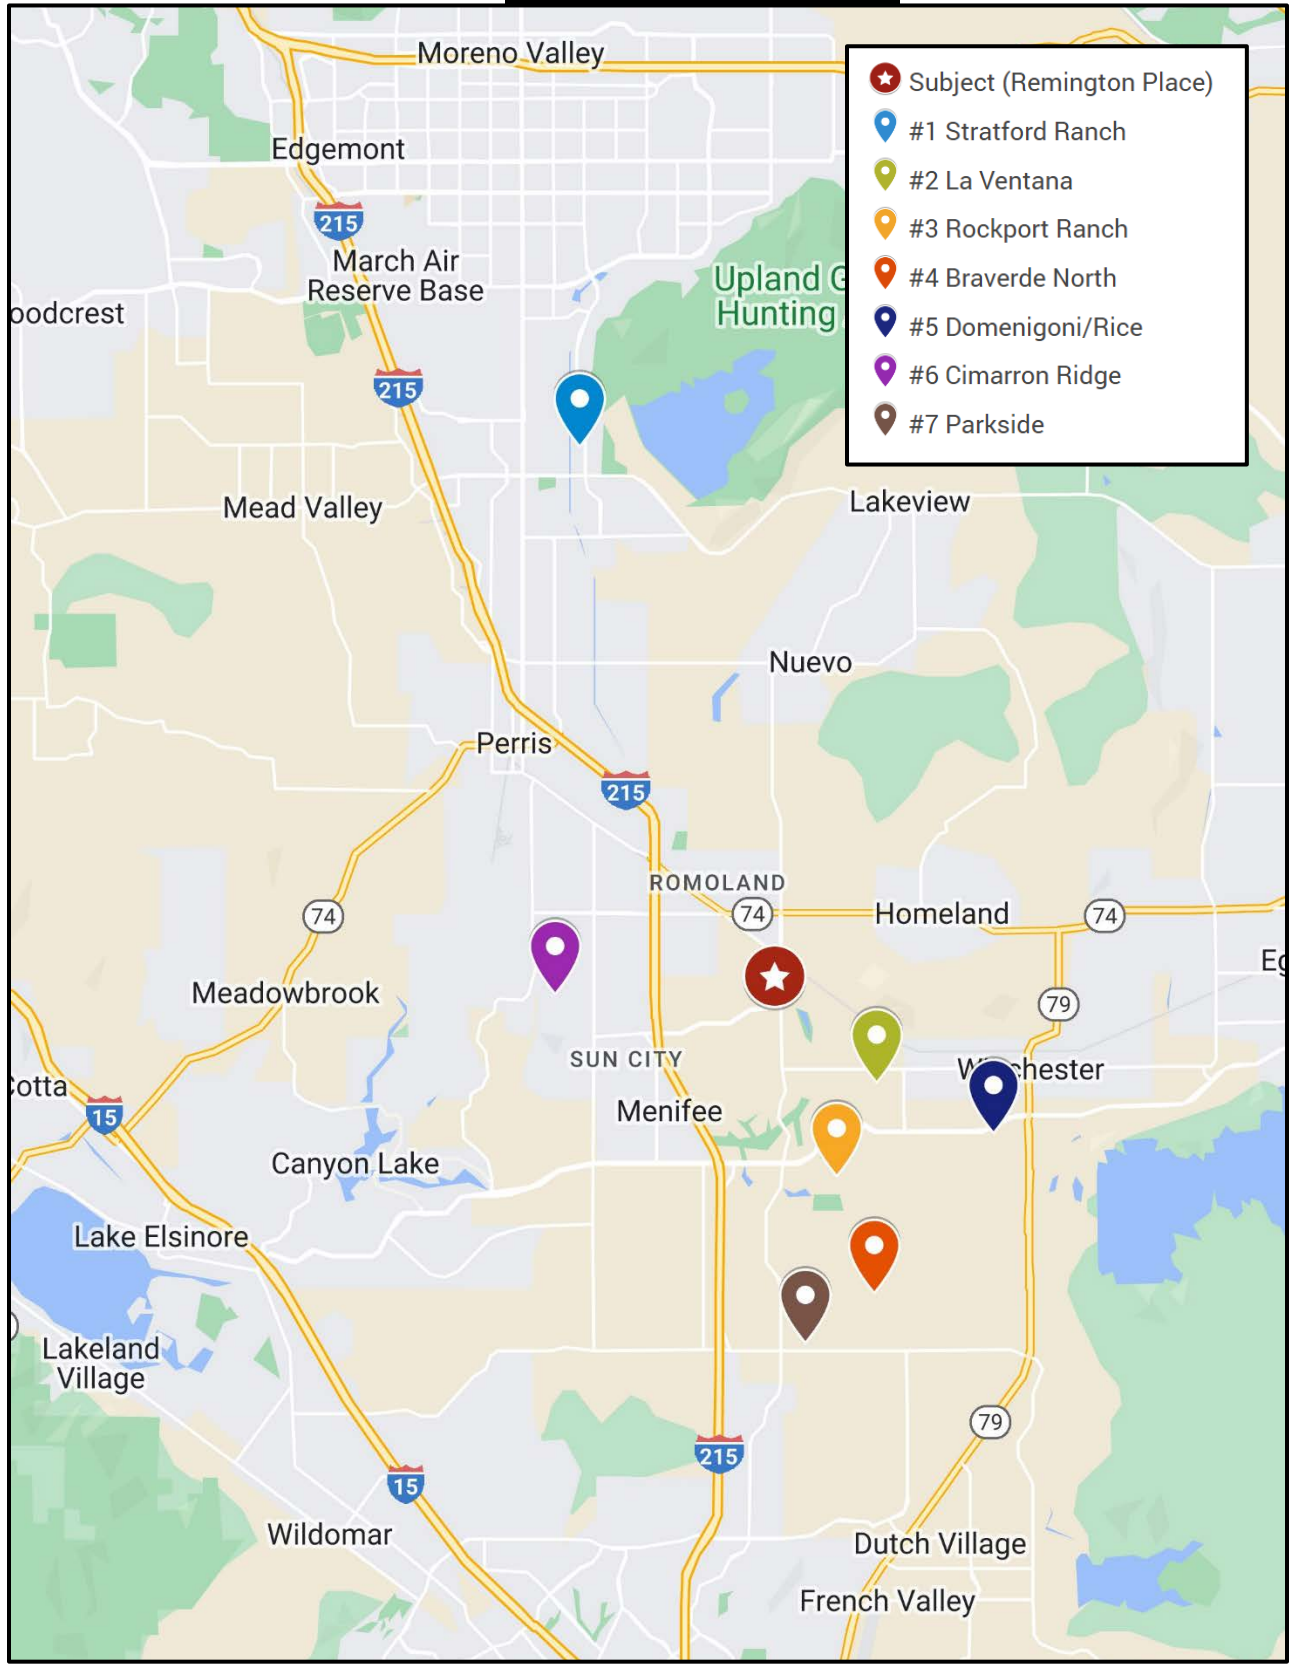 Moreno Valley
Subject (Remington Place)
#1 Stratford Ranch
#2 La Ventana
#3 Rockport Ranch
#4 Braverde North
#5 Domenigoni/Rice
#6 Cimarron Ridge
#7 Parkside
Edgemont
215
March Air
Reserve Base
Upland G
Hunting
oodcrest
215
Mead Valley
Lakeview
Nuevo
Perris
215
ROMOLAND
74
74
Homeland
74
Eg
Meadowbrook
79
SUN CITY
W chester
otta
15
Menifee
Canyon Lake
Lake Elsinore
Lakeland
Village
79
215
15
Wildomar
Dutch Village
French Valley